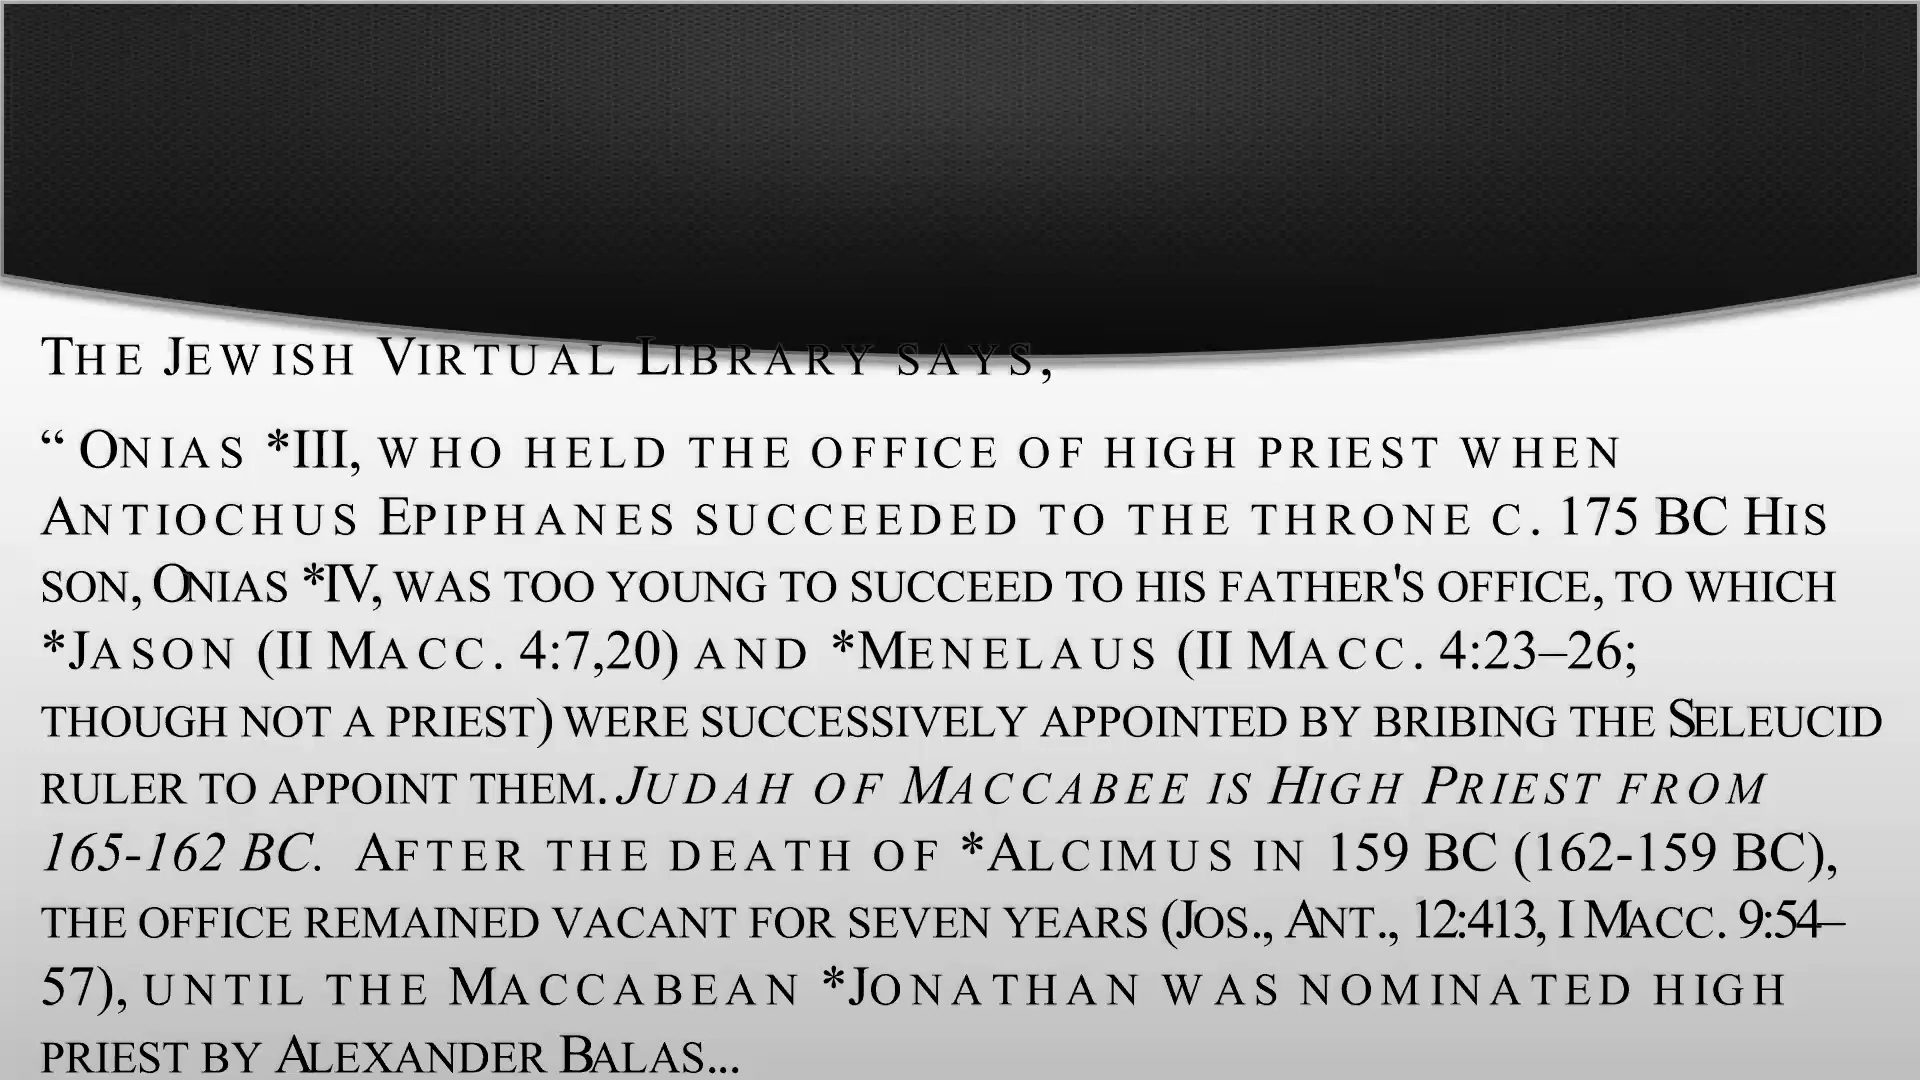 The Jewish Virtual Library says,
“ Onias *III, who held the office of high priest when
Antiochus Epiphanes succeeded to the throne c. 175 BC His
son, Onias *IV, was too young to succeed to his father's office, to which
*Jason (II Macc. 4:7,20) and *Menelaus (II Macc. 4:23–26;
though not a priest) were successively appointed by bribing the Seleucid
ruler to appoint them. Judah of Maccabee is High Priest from
165-162 BC. After the death of *Alcimus in 159 BC (162-159 BC),
the office remained vacant for seven years (Jos., Ant., 12:413, I Macc. 9:54–
57), until the Maccabean *Jonathan was nominated high
priest by Alexander Balas...